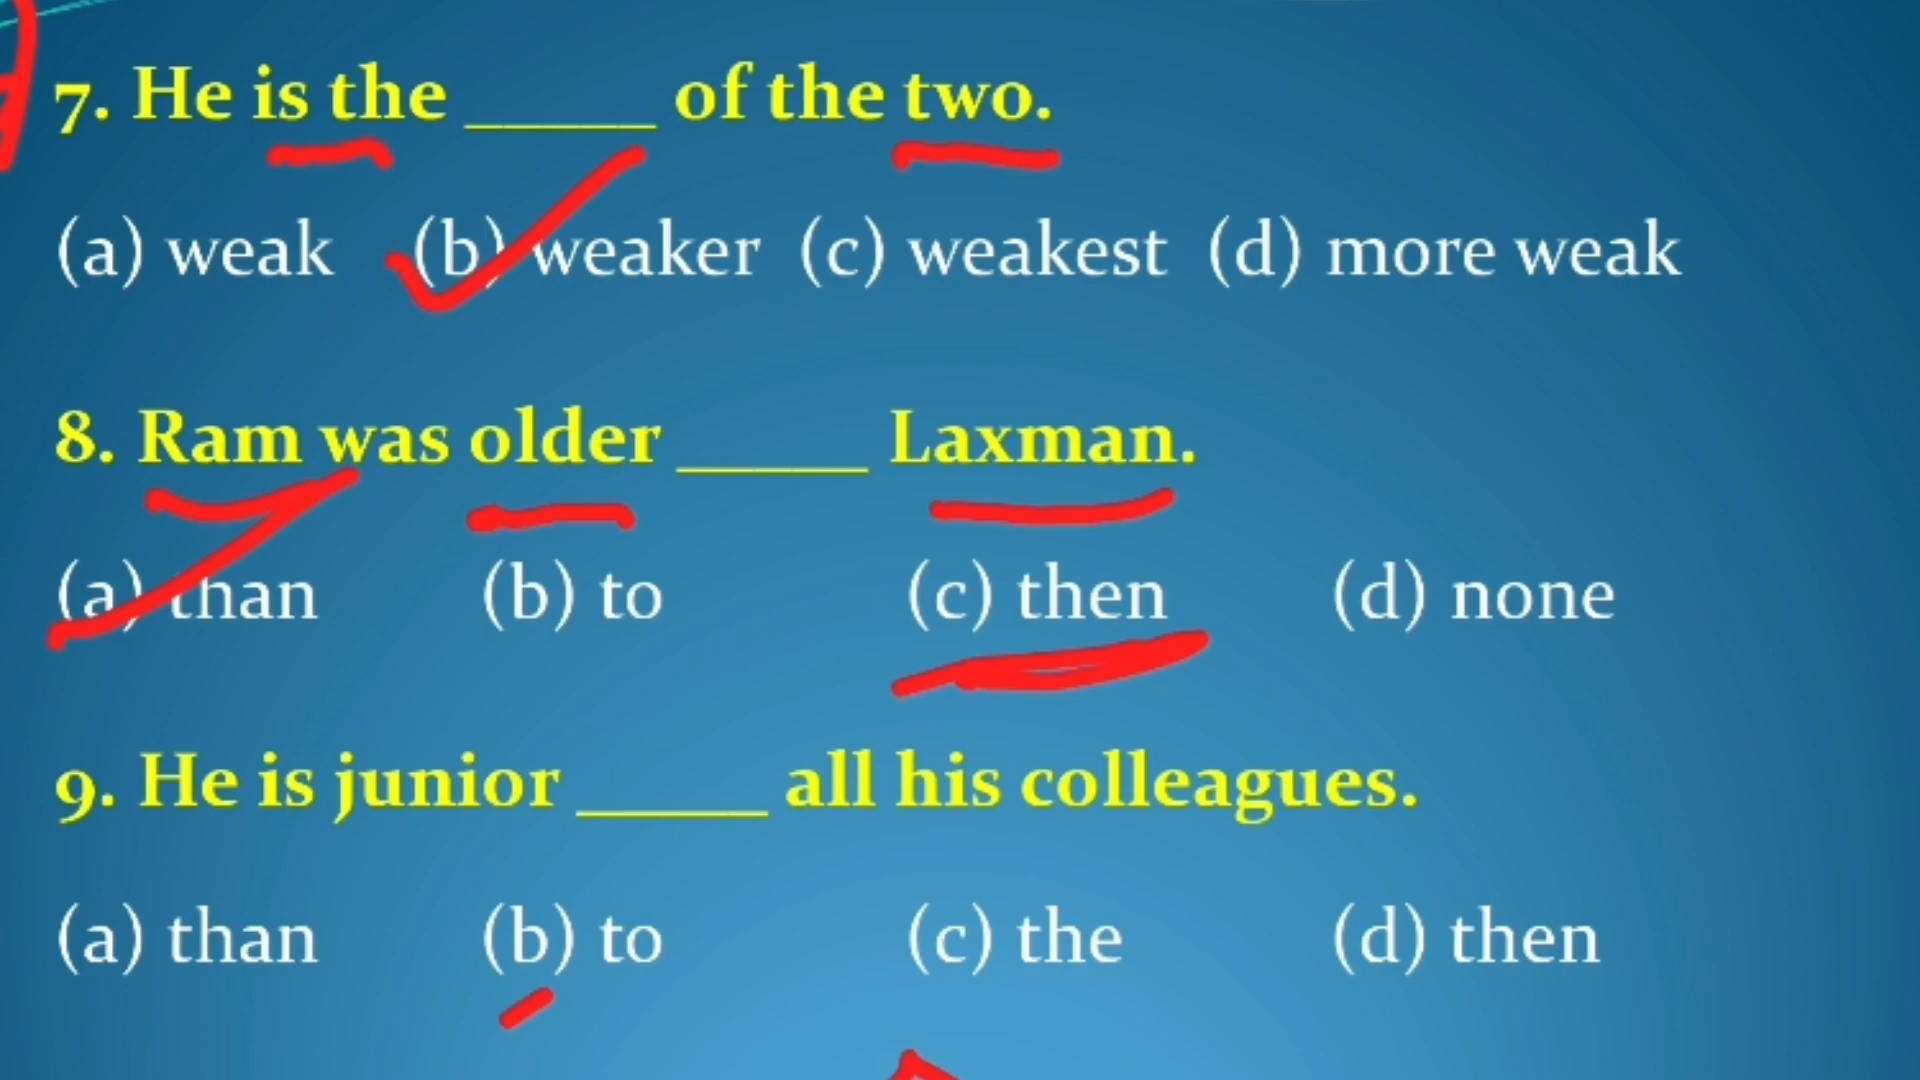 7. He is the _____ of the two.
(a) weak (b) weaker (c) weakest (d) more weak
8. Ram was older _____ Laxman.
(a) than (b) to (c) then (d) none
9. He is junior _____ all his colleagues.
(a) than (b) to (c) the (d) then